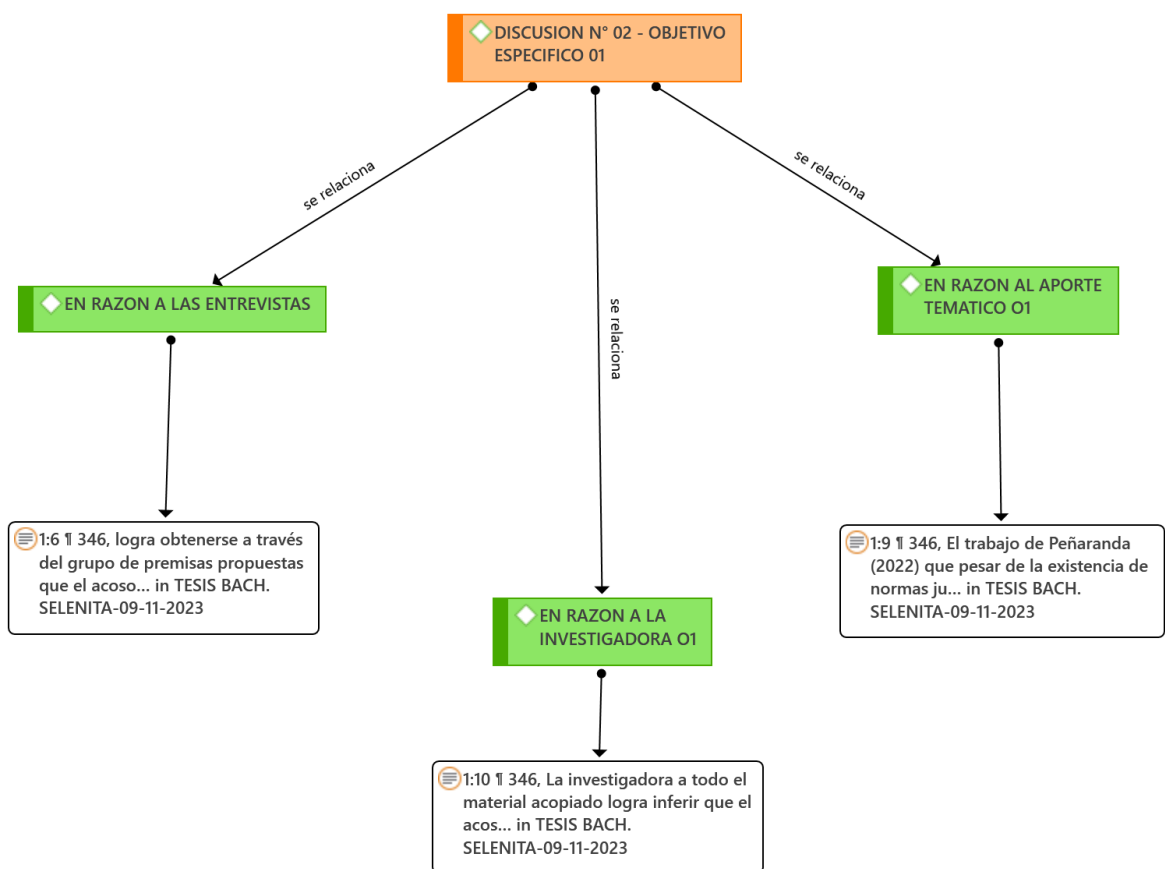 DISCUSION N° 02 - OBJETIVO
ESPECIFICO 01
se relaciona
se relaciona
se relaciona
EN RAZON A LAS ENTREVISTAS
EN RAZON AL APORTE
TEMATICO O1
1:6 ¶ 346, logra obtenerse a través
del grupo de premisas propuestas
que el acoso... in TESIS BACH.
SELENITA-09-11-2023
1:9 ¶ 346, El trabajo de Peñaranda
(2022) que pesar de la existencia de
normas ju... in TESIS BACH.
SELENITA-09-11-2023
EN RAZON A LA
INVESTIGADORA O1
1:10 ¶ 346, La investigadora a todo el
material acopiado logra inferir que el
acos... in TESIS BACH.
SELENITA-09-11-2023